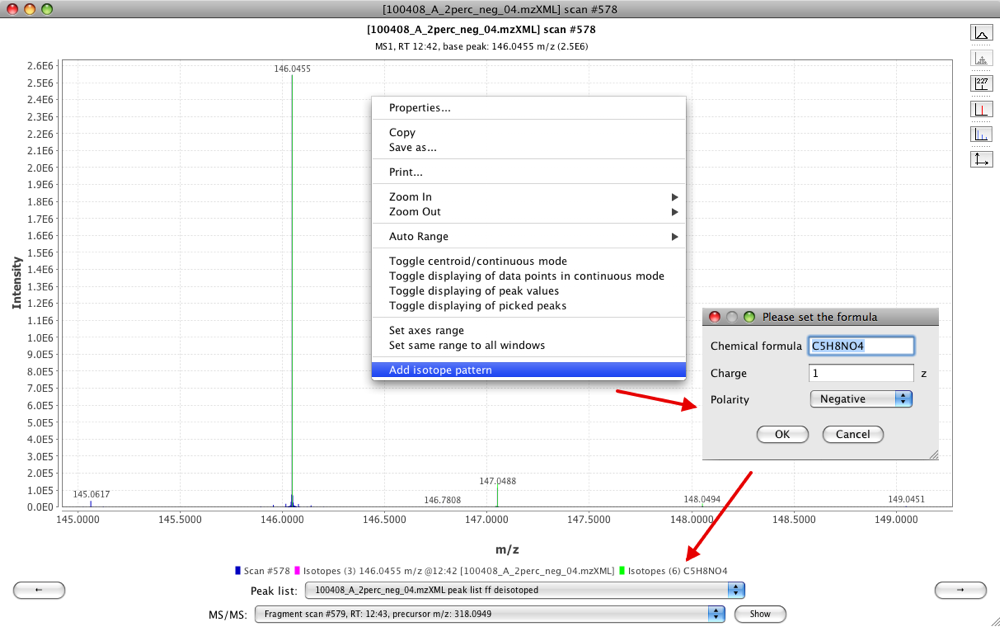 [100408_A_2perc_neg_04.mzXML] scan #578
[100408_A_2perc_neg_04.mzXML] scan #578
MS1, RT 12:42, base peak: 146.0455 m/z (2.5E6)
2.6E6
2.5E6
2.4E6
2.3E6
2.2E6
2.1E6
2.0E6
1.9E6
1.8E6
1.7E6
1.6E6
1.5E6
1.4E6
1.3E6
1.2E6
1.1E6
1.0E6
9.0E5
8.0E5
7.0E5
6.0E5
5.0E5
4.0E5
3.0E5
2.0E5
1.0E5
0.0E0
Intensity
146.0455
145.0617
146.7808
147.0488
148.0494
149.0451
145.0000 145.5000 146.0000 146.5000 147.0000 147.5000 148.0000 148.5000 149.0000
m/z
Properties...
Copy
Save as...
Print...
Zoom In
Zoom Out
Auto Range
Toggle centroid/continuous mode
Toggle displaying of data points in continuous mode
Toggle displaying of peak values
Toggle displaying of picked peaks
Set axes range
Set same range to all windows
Add isotope pattern
227
Please set the formula
Chemical formula C5H8NO4
Charge 1 z
Polarity Negative
OK Cancel
Scan #578 Isotopes (3) 146.0455 m/z @12:42 [100408_A_2perc_neg_04.mzXML] Isotopes (6) C5H8NO4
Peak list: 100408_A_2perc_neg_04.mzXML peak list ff deisotoped
MS/MS: Fragment scan #579, RT: 12:43, precursor m/z: 318.0949 Show